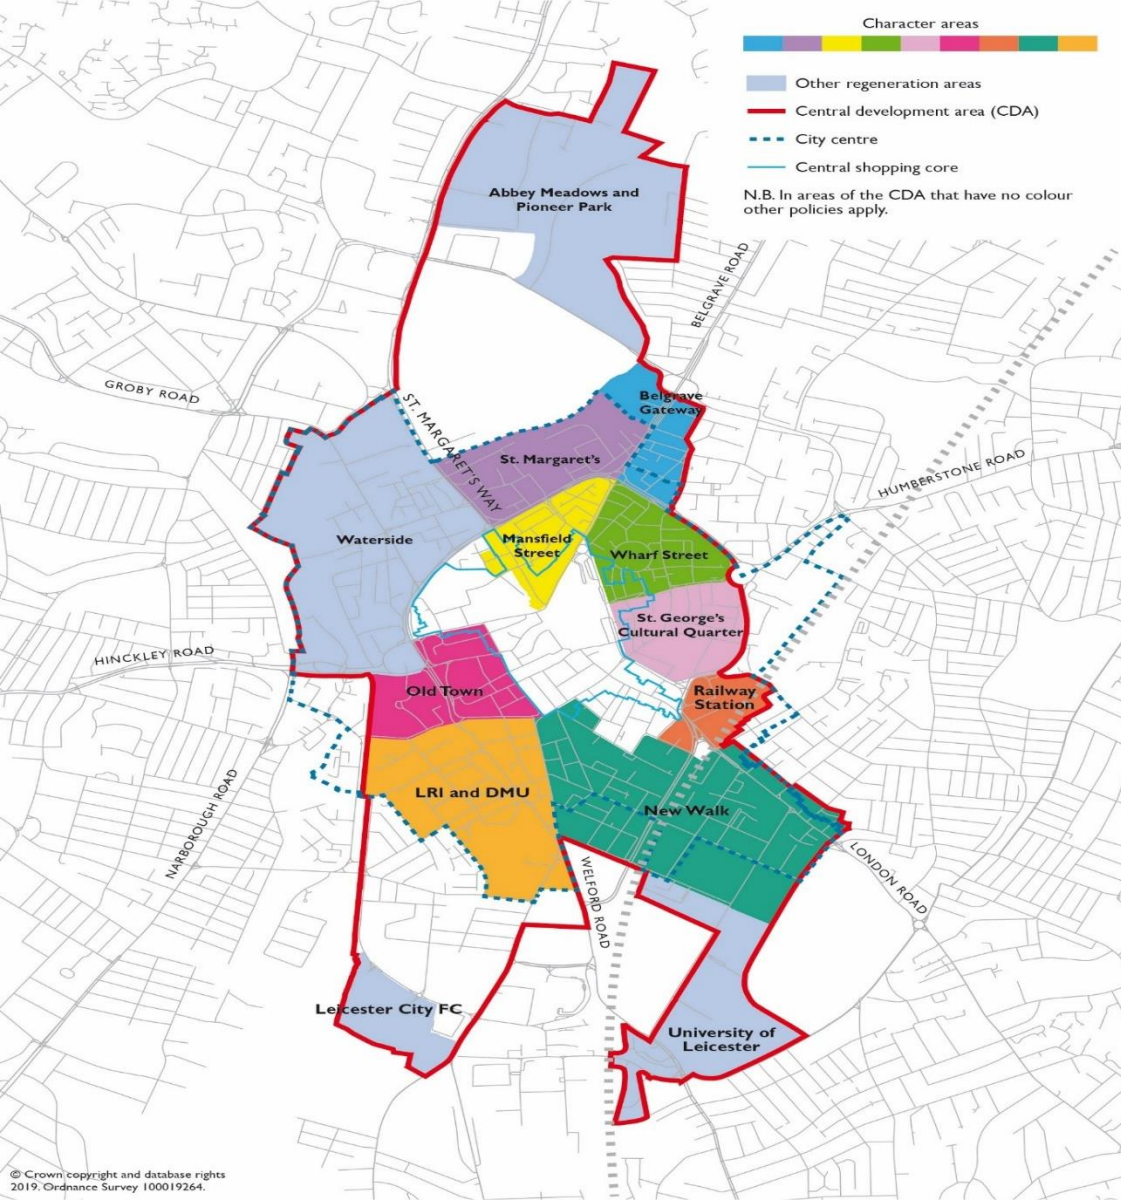 Character areas
Other regeneration areas
Central development area (CDA)
City centre
Central shopping core
N.B. In areas of the CDA that have no colour
other policies apply.
Abbey Meadows and
Pioneer Park
BELGRAVE ROAD
GROBY ROAD
ST. MARGARET'S WAY
Belgrave
Gateway
St. Margaret's
HUMBERSTONE ROAD
Waterside
Mansfield
Street
Wharf Street
St. George's
Cultural Quarter
HINCKLEY ROAD
Old Town
Railway
Station
LRI and DMU
New Walk
NARBOROUGH ROAD
WELFORD ROAD
LONDON ROAD
Leicester City FC
University of
Leicester
© Crown copyright and database rights
2019. Ordnance Survey 100019264.